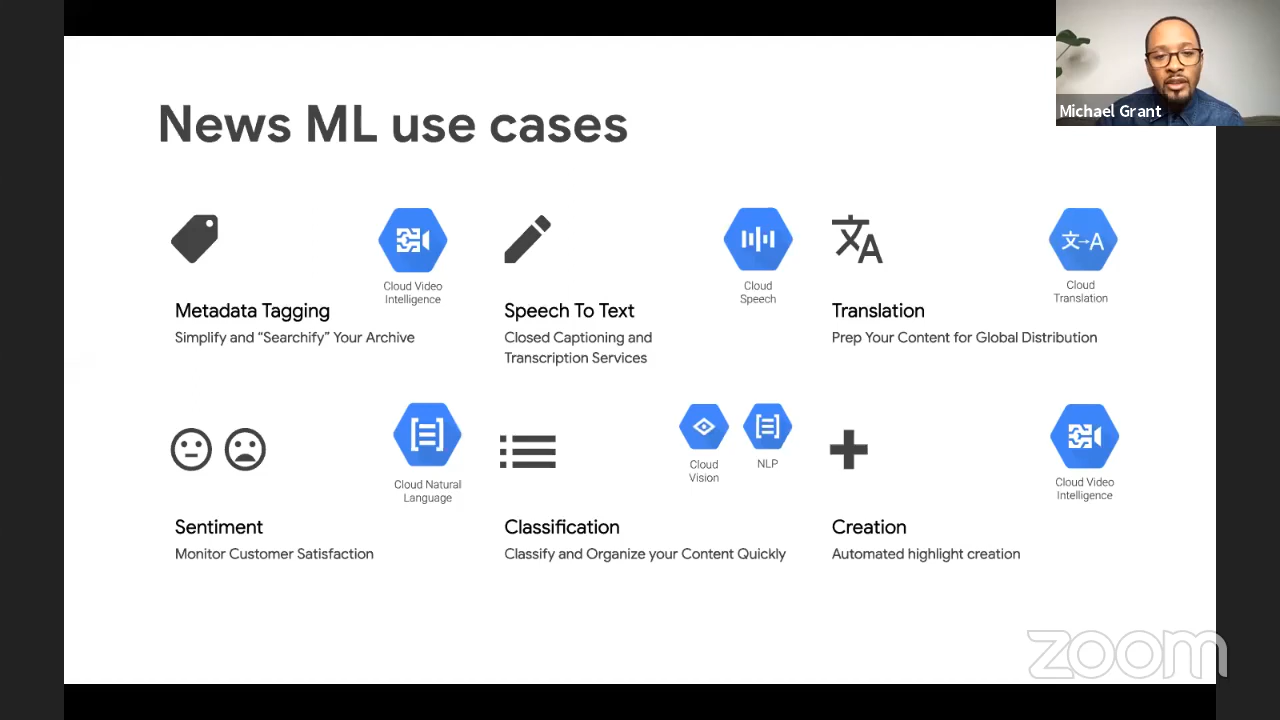 Michael Grant
News ML use cases
Cloud Video
Intelligence
Metadata Tagging
Simplify and “Searchify” Your Archive
Cloud
Speech
Speech To Text
Closed Captioning and
Transcription Services
文A
文→A
Cloud
Translation
Translation
Prep Your Content for Global Distribution
Cloud Natural
Language
Sentiment
Monitor Customer Satisfaction
Cloud
Vision
NLP
Classification
Classify and Organize your Content Quickly
Cloud Video
Intelligence
Creation
Automated highlight creation
zoom